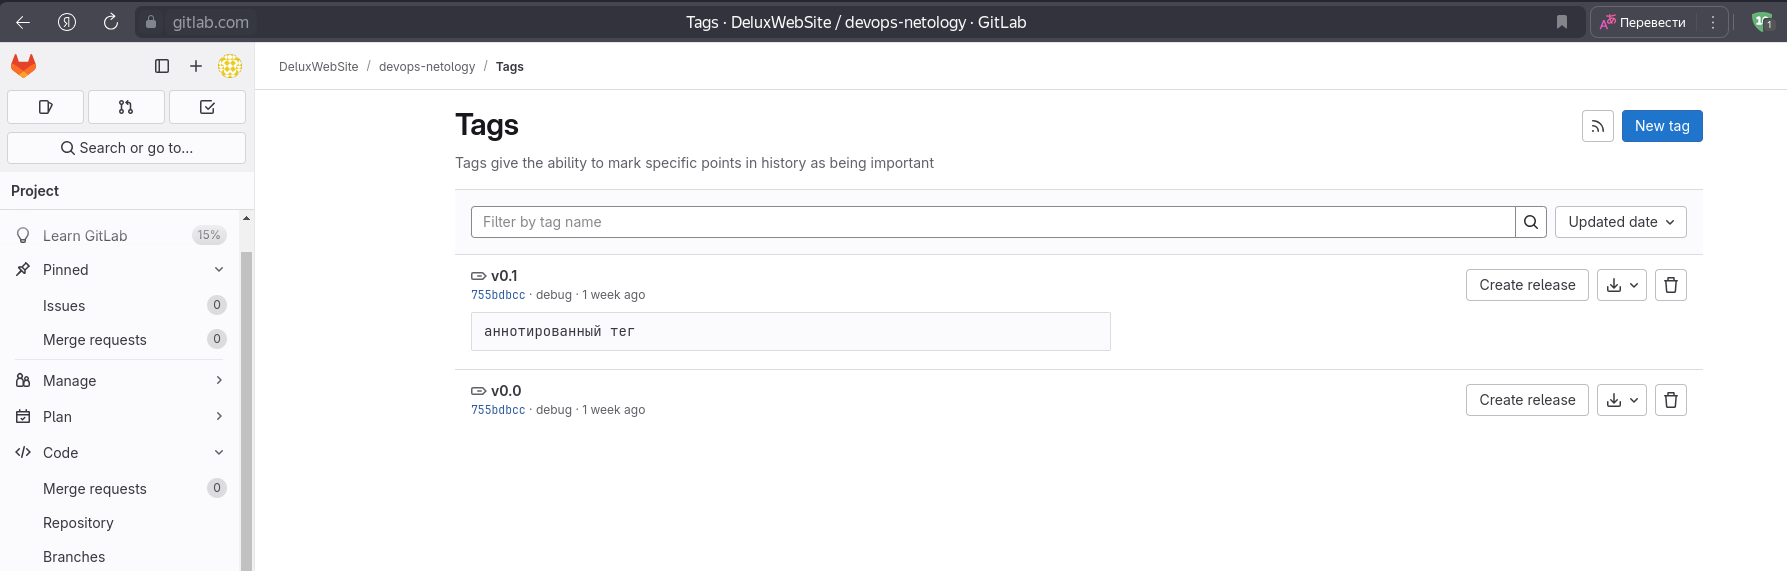 gitlab.com
Tags · DeluxWebSite / devops-netology · GitLab
Перевести
1
DeluxWebSite / devops-netology / Tags
Search or go to...
Project
Learn GitLab 15%
Pinned
Issues 0
Merge requests 0
Manage
Plan
Code
Merge requests 0
Repository
Branches
Tags
New tag
Tags give the ability to mark specific points in history as being important
Filter by tag name
Updated date
v0.1
755bdbcc · debug · 1 week ago
Create release
аннотированный тег
v0.0
755bdbcc · debug · 1 week ago
Create release